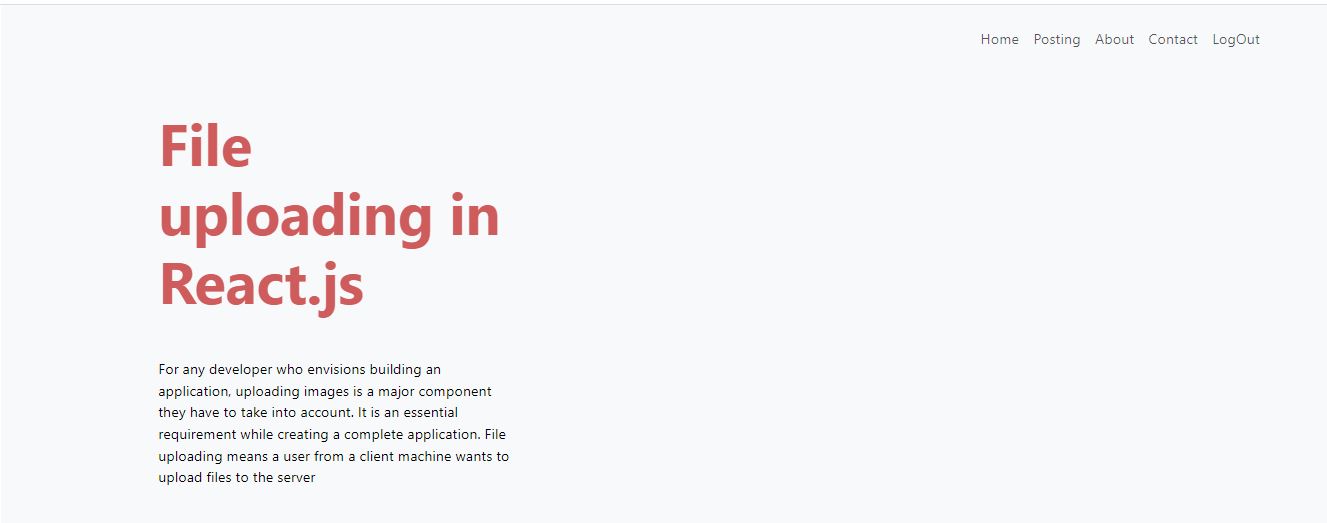 Home Posting About Contact LogOut
File
uploading in
React.js
For any developer who envisions building an
application, uploading images is a major component
they have to take into account. It is an essential
requirement while creating a complete application. File
uploading means a user from a client machine wants to
upload files to the server